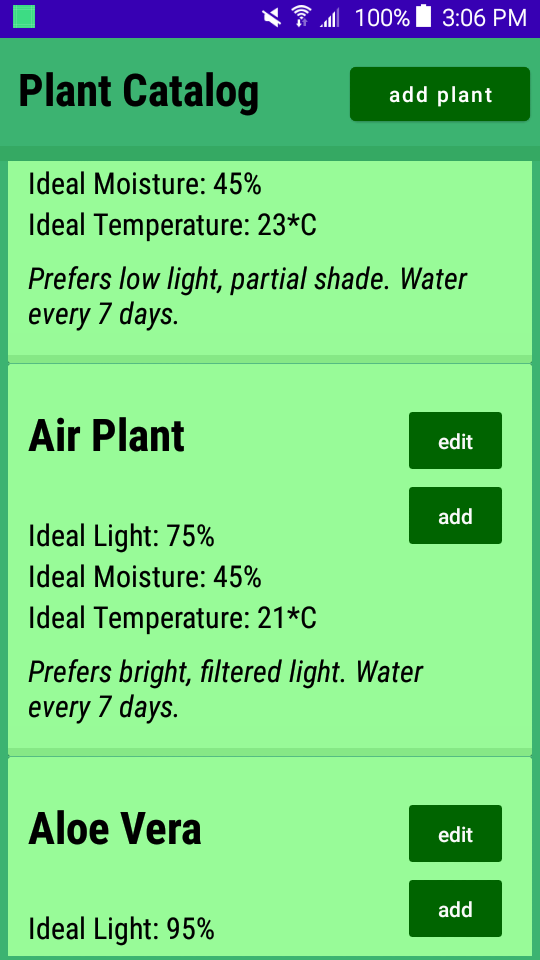 100% 3:06 PM
Plant Catalog
add plant
Ideal Moisture: 45%
Ideal Temperature: 23*C
Prefers low light, partial shade. Water
every 7 days.
Air Plant
edit
add
Ideal Light: 75%
Ideal Moisture: 45%
Ideal Temperature: 21*C
Prefers bright, filtered light. Water
every 7 days.
Aloe Vera
edit
add
Ideal Light: 95%